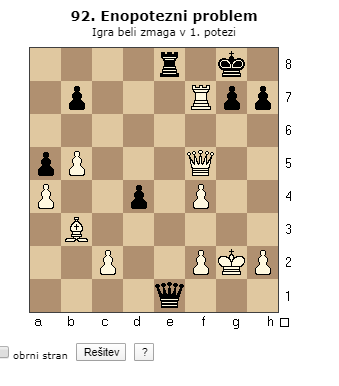 92. Enopotezni problem
Igra beli zmaga v 1. potezi
8
7
6
5
4
3
2
1
a b c d e f g h
obrni stran Rešitev ?